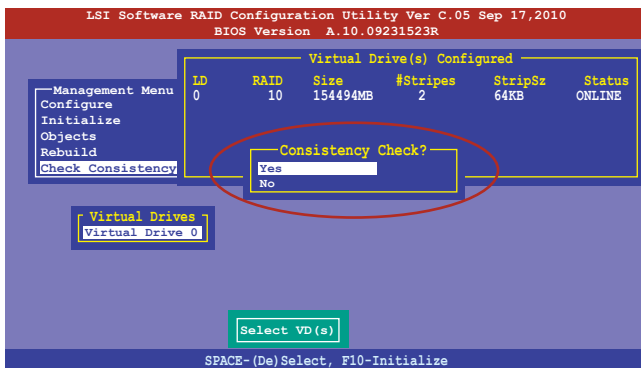 LSI Software RAID Configuration Utility Ver C.05 Sep 17,2010
BIOS Version A.10.09231523R
Virtual Drive(s) Configured
LD RAID Size #Stripes StripSz Status
0 10 154494MB 2 64KB ONLINE
Management Menu
Configure
Initialize
Objects
Rebuild
Check Consistency
Consistency Check?
Yes
No
Virtual Drives
Virtual Drive 0
Select VD(s)
SPACE-(De)Select, F10-Initialize